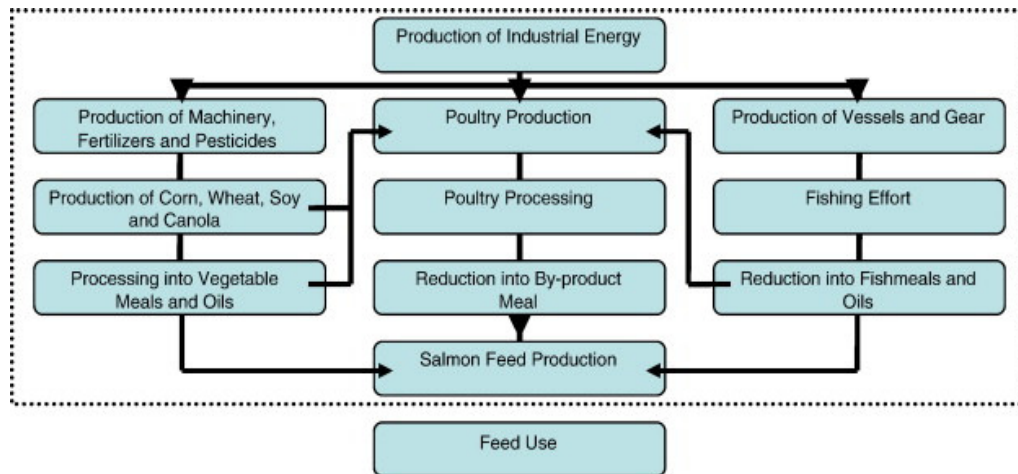 Production of Industrial Energy
Production of Machinery,
Fertilizers and Pesticides
Poultry Production
Production of Vessels and Gear
Production of Corn, Wheat, Soy
and Canola
Poultry Processing
Fishing Effort
Processing into Vegetable
Meals and Oils
Reduction into By-product
Meal
Reduction into Fishmeals and
Oils
Salmon Feed Production
Feed Use